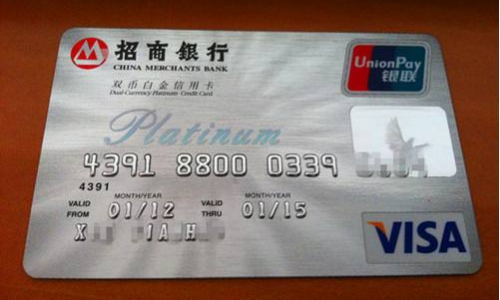 招商銀行
CHINA MERCHANTS BANK
UnionPay
银联
双币白金信用卡
Dual-Currency Platinum Credit Card
Platinum
4391 8800 0339
4391
MONTH/YEAR MONTH/YEAR
VALID FROM 01/12 VALID THRU 01/15
VISA